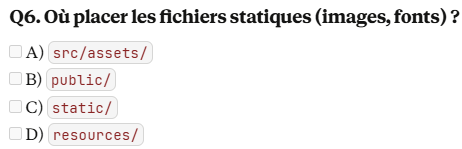 Q6. Où placer les fichiers statiques (images, fonts) ?
A) src/assets/
B) public/
C) static/
D) resources/